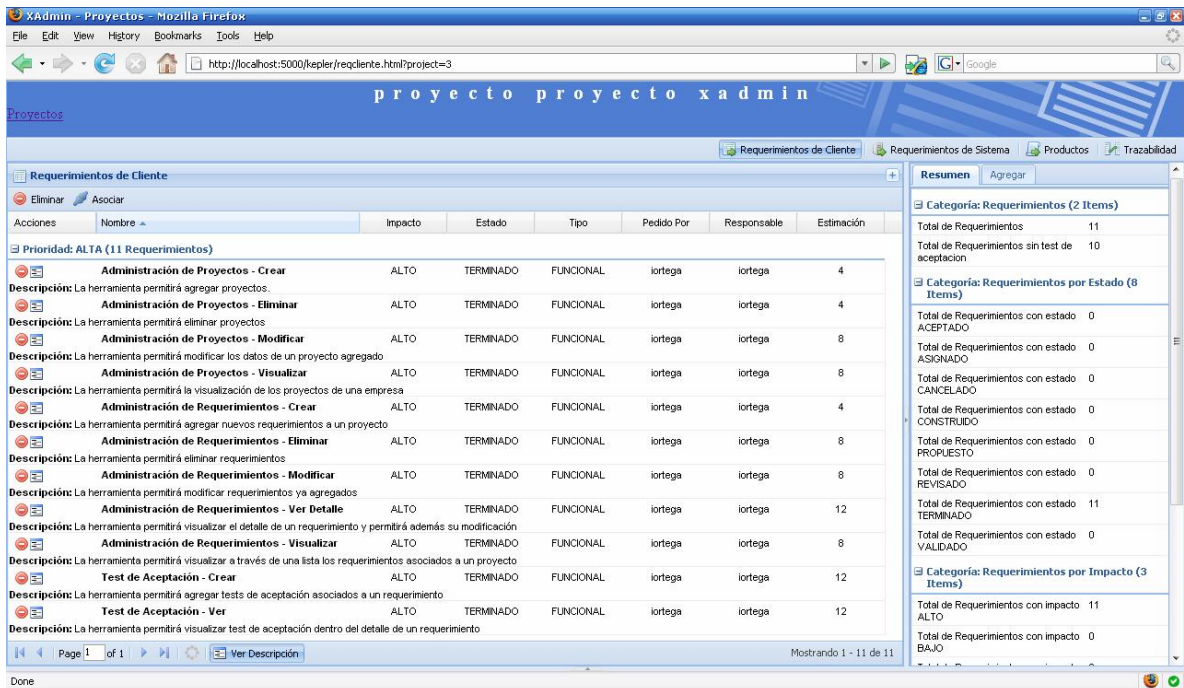 XAdmin - Proyectos - Mozilla Firefox
File Edit View History Bookmarks Tools Help
http://localhost:5000/kepler/reqcliente.html?project=3
G Google
proyecto proyecto xadmin
Proyectos
Requerimientos de Cliente Requerimientos de Sistema Productos Trazabilidad
Requerimientos de Cliente
Eliminar Asociar
Acciones Nombre Impacto Estado Tipo Pedido Por Responsable Estimación
Prioridad: ALTA (11 Requerimientos)
Administración de Proyectos - Crear ALTO TERMINADO FUNCIONAL iortega iortega 4
Descripción: La herramienta permitirá agregar proyectos.
Administración de Proyectos - Eliminar ALTO TERMINADO FUNCIONAL iortega iortega 4
Descripción: La herramienta permitirá eliminar proyectos
Administración de Proyectos - Modificar ALTO TERMINADO FUNCIONAL iortega iortega 8
Descripción: La herramienta permitirá modificar los datos de un proyecto agregado
Administración de Proyectos - Visualizar ALTO TERMINADO FUNCIONAL iortega iortega 8
Descripción: La herramienta permitirá la visualización de los proyectos de una empresa
Administración de Requerimientos - Crear ALTO TERMINADO FUNCIONAL iortega iortega 4
Descripción: La herramienta permitirá agregar nuevos requerimientos a un proyecto
Administración de Requerimientos - Eliminar ALTO TERMINADO FUNCIONAL iortega iortega 8
Descripción: La herramienta permitirá eliminar requerimientos
Administración de Requerimientos - Modificar ALTO TERMINADO FUNCIONAL iortega iortega 8
Descripción: La herramienta permitirá modificar requerimientos ya agregados
Administración de Requerimientos - Ver Detalle ALTO TERMINADO FUNCIONAL iortega iortega 12
Descripción: La herramienta permitirá visualizar el detalle de un requerimiento y permitirá además su modificación
Administración de Requerimientos - Visualizar ALTO TERMINADO FUNCIONAL iortega iortega 8
Descripción: La herramienta permitirá visualizar a través de una lista los requerimientos asociados a un proyecto
Test de Aceptación - Crear ALTO TERMINADO FUNCIONAL iortega iortega 12
Descripción: La herramienta permitirá agregar tests de aceptación asociados a un requerimiento
Test de Aceptación - Ver ALTO TERMINADO FUNCIONAL iortega iortega 12
Descripción: La herramienta permitirá visualizar test de aceptación dentro del detalle de un requerimiento
Page 1 of 1 Ver Descripción Mostrando 1 - 11 de 11
Resumen Agregar
Categoría: Requerimientos (2 Items)
Total de Requerimientos 11
Total de Requerimientos sin test de 10
aceptacion
Categoría: Requerimientos por Estado (8
Items)
Total de Requerimientos con estado 0
ACEPTADO
Total de Requerimientos con estado 0
ASIGNADO
Total de Requerimientos con estado 0
CANCELADO
Total de Requerimientos con estado 0
CONSTRUIDO
Total de Requerimientos con estado 0
PROPUESTO
Total de Requerimientos con estado 0
REVISADO
Total de Requerimientos con estado 11
TERMINADO
Total de Requerimientos con estado 0
VALIDADO
Categoría: Requerimientos por Impacto (3
Items)
Total de Requerimientos con impacto 11
ALTO
Total de Requerimientos con impacto 0
BAJO
Done